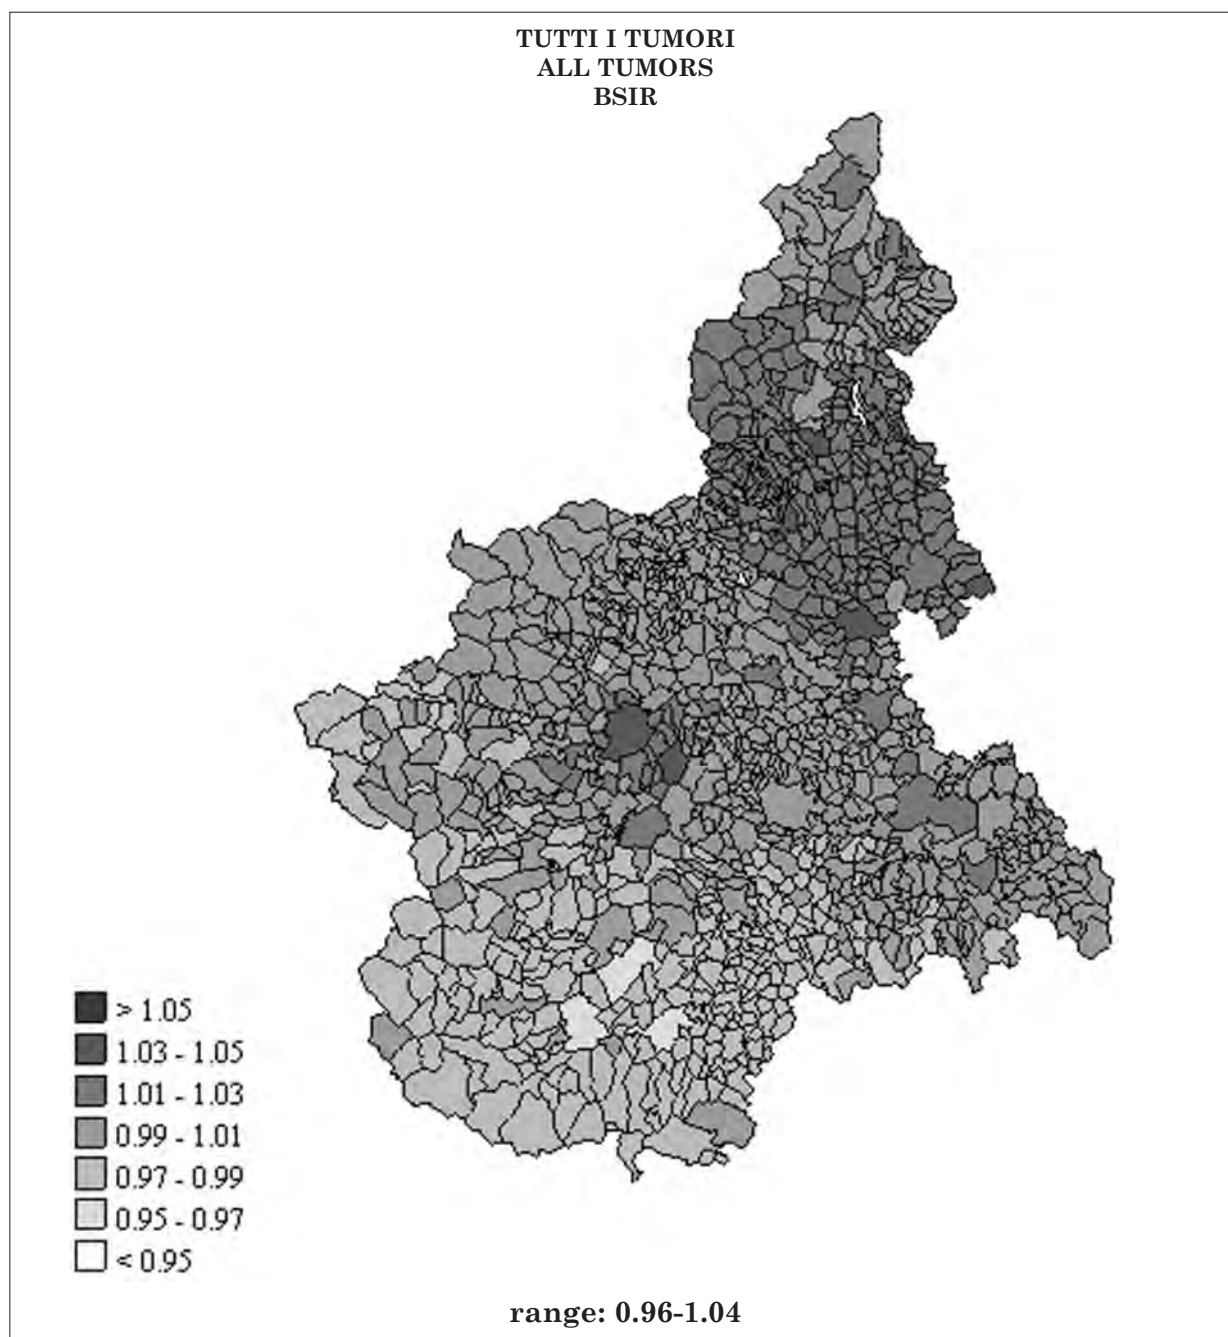 TUTTI I TUMORI
ALL TUMORS
BSIR
> 1.05
1.03 - 1.05
1.01 - 1.03
0.99 - 1.01
0.97 - 0.99
0.95 - 0.97
< 0.95
range: 0.96-1.04